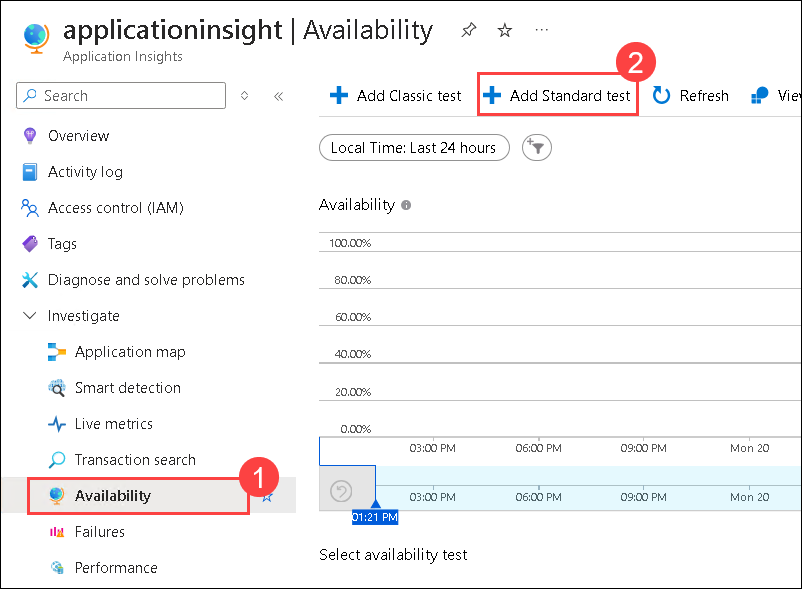 applicationinsight | Availability
Application Insights
2
Search
Add Classic test
Add Standard test
Refresh
Overview
Activity log
Access control (IAM)
Tags
Diagnose and solve problems
Investigate
Application map
Smart detection
Live metrics
Transaction search
Availability
1
Failures
Performance
Local Time: Last 24 hours
Availability
100.00%
80.00%
60.00%
40.00%
20.00%
0.00%
03:00 PM 06:00 PM 09:00 PM Mon 20
03:00 PM 06:00 PM 09:00 PM Mon 20
01:21 PM
Select availability test